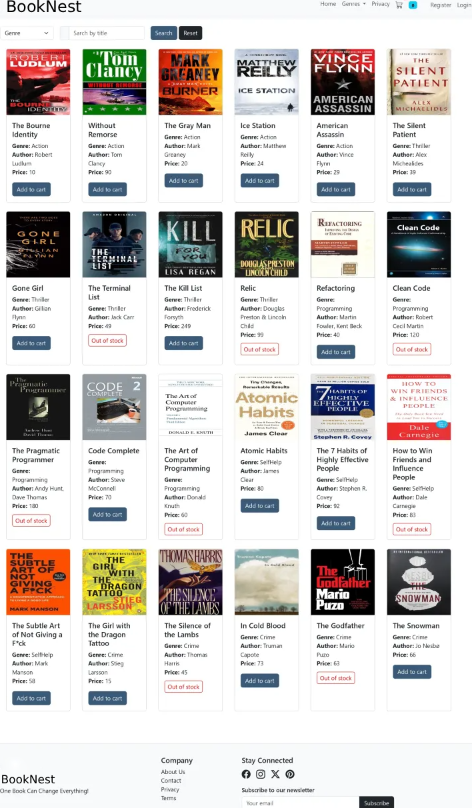 BookNest
Home Genres Privacy 0 Register Login
Genre Search by title Search Reset
ROBERT
LUDLUM
THE BOURNE IDENTITY
Tom
Clancy
WITHOUT REMORSE
MARK
GREANEY
BURNER
MATTHEW
REILLY
ICE STATION
VINCE
FLYNN
AMERICAN
ASSASSIN
THE
SILENT
PATIENT
ALEX
MICHAELIDES
The Bourne
Identity
Genre: Action
Author: Robert
Ludlum
Price: 10
Add to cart
Without
Remorse
Genre: Action
Author: Tom
Clancy
Price: 90
Add to cart
The Gray Man
Genre: Action
Author: Mark
Greaney
Price: 20
Add to cart
Ice Station
Genre: Action
Author: Matthew
Reilly
Price: 24
Add to cart
American
Assassin
Genre: Action
Author: Vince
Flynn
Price: 29
Add to cart
The Silent
Patient
Genre: Thriller
Author: Alex
Michealides
Price: 39
Add to cart
GONE
GIRL
GILLIAN
FLYNN
THE
TERMINAL
LIST
KILL
FOR YOU
LISA REGAN
RELIC
DOUGLAS PRESTON
LINCOLN CHILD
REFACTORING
Clean Code
Gone Girl
Genre: Thriller
Author: Gillian
Flynn
Price: 60
Add to cart
The Terminal
List
Genre: Thriller
Author: Jack Carr
Price: 49
Out of stock
The Kill List
Genre: Thriller
Author: Frederick
Forsyth
Price: 249
Add to cart
Relic
Genre: Thriller
Author: Douglas
Preston & Lincoln
Child
Price: 99
Out of stock
Refactoring
Genre:
Programming
Author: Martin
Fowler, Kent Beck
Price: 40
Add to cart
Clean Code
Genre:
Programming
Author: Robert
Cecil Martin
Price: 120
Out of stock
The
Pragmatic
Programmer
CODE 2
COMPLETE
The Art of
Computer
Programming
DONALD E. KNUTH
Tiny Changes,
Remarkable Results
Atomic
Habits
James Clear
7 HABITS OF
HIGHLY
EFFECTIVE
PEOPLE
Stephen R. Covey
HOW TO
WIN FRIENDS
& INFLUENCE
PEOPLE
Dale
Carnegie
The Pragmatic
Programmer
Genre:
Programming
Author: Andy Hunt,
Dave Thomas
Price: 180
Out of stock
Code Complete
Genre:
Programming
Author: Steve
McConnell
Price: 70
Add to cart
The Art of
Computer
Programming
Genre:
Programming
Author: Donald
Knuth
Price: 60
Out of stock
Atomic Habits
Genre: SelfHelp
Author: James
Clear
Price: 80
Add to cart
The 7 Habits of
Highly Effective
People
Genre: SelfHelp
Author: Stephen R.
Covey
Price: 92
Add to cart
How to Win
Friends and
Influence
People
Genre: SelfHelp
Author: Dale
Carnegie
Price: 85
Out of stock
THE
SUBTLE ART
OF NOT
GIVING
A F*CK
MARK MANSON
THE
GIRL
WITH THE
DRAGON
TATTOO
STIEG
LARSSON
THOMAS HARRIS
THE SILENCE
OF THE LAMBS
In Cold Blood
The
Godfather
Mario
Puzo
THE
SNOWMAN
The Subtle Art
of Not Giving a
F*ck
Genre: SelfHelp
Author: Mark
Manson
Price: 58
Add to cart
The Girl with
the Dragon
Tattoo
Genre: Crime
Author: Stieg
Larsson
Price: 15
Add to cart
The Silence of
the Lambs
Genre: Crime
Author: Thomas
Harris
Price: 45
Out of stock
In Cold Blood
Genre: Crime
Author: Truman
Capote
Price: 73
Add to cart
The Godfather
Genre: Crime
Author: Mario
Puzo
Price: 63
Out of stock
The Snowman
Genre: Crime
Author: Jo Nesbø
Price: 66
Add to cart
BookNest
One Book Can Change Everything!
Company
About Us
Contact
Privacy
Terms
Stay Connected
Subscribe to our newsletter
Your email Subscribe